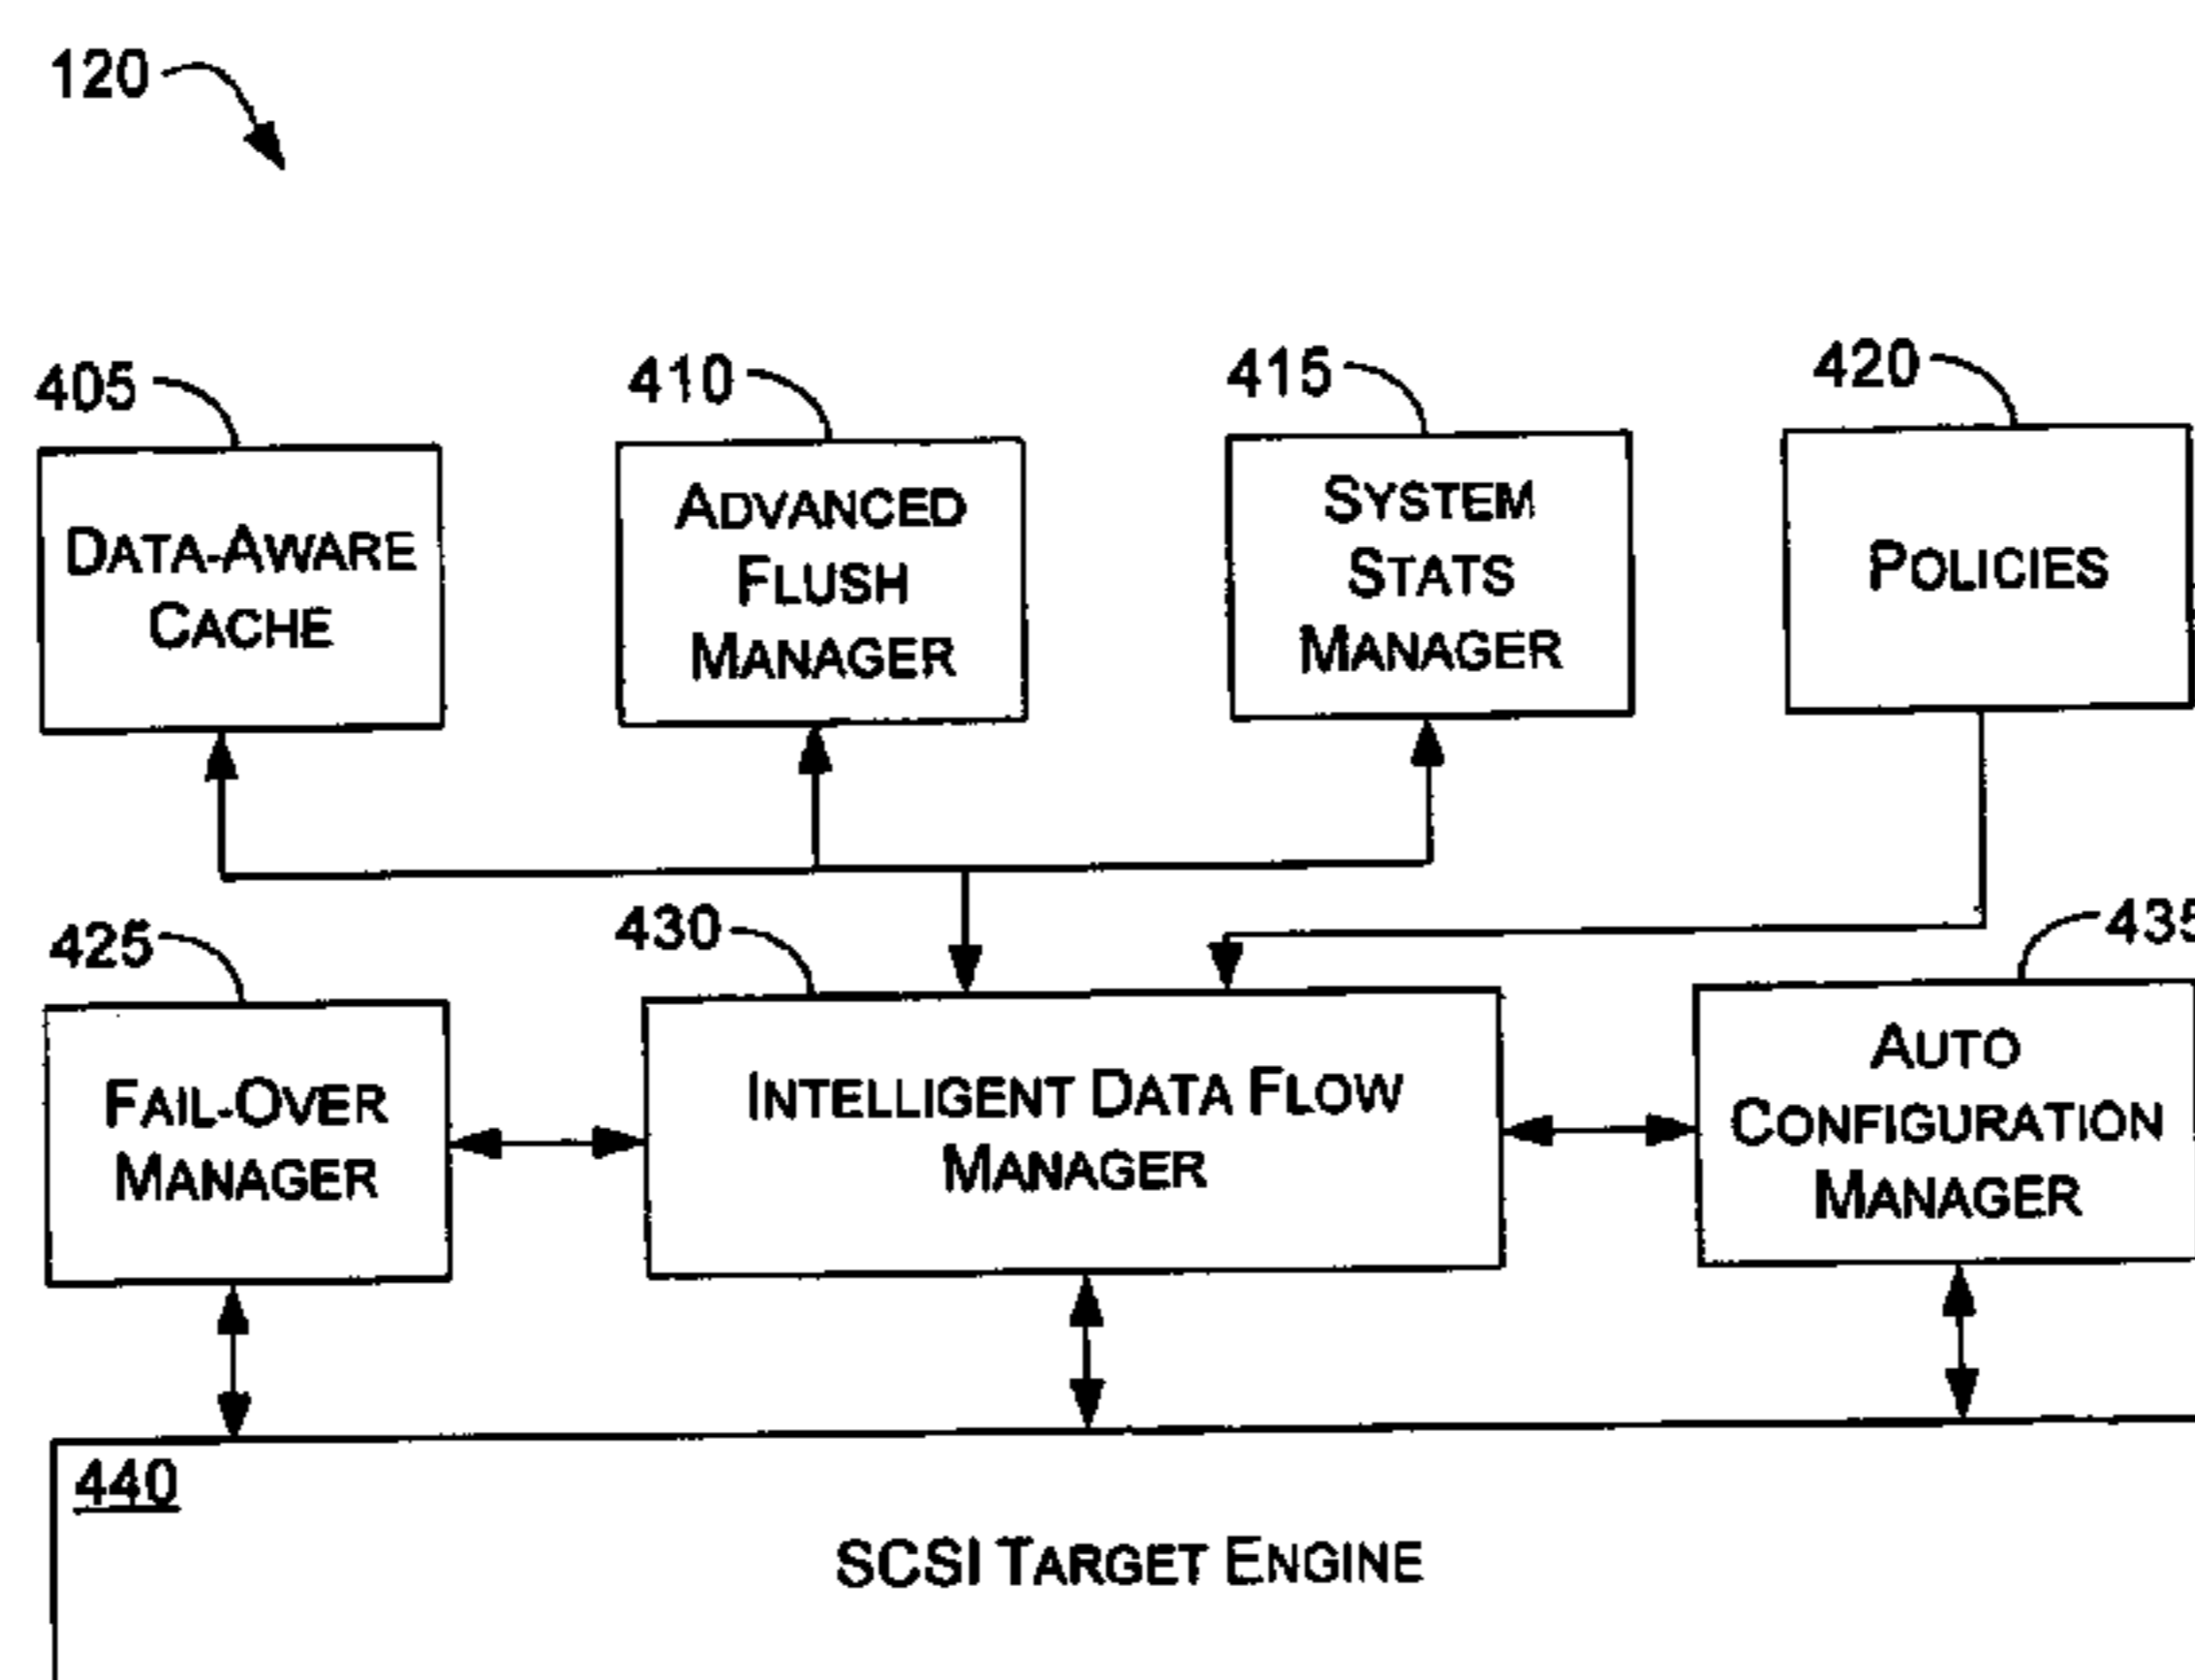 120
405
410
415
420
DATA-AWARE
CACHE
ADVANCED
FLUSH
MANAGER
SYSTEM
STATS
MANAGER
POLICIES
425
430
435
FAIL-OVER
MANAGER
INTELLIGENT DATA FLOW
MANAGER
AUTO
CONFIGURATION
MANAGER
440
SCSI TARGET ENGINE